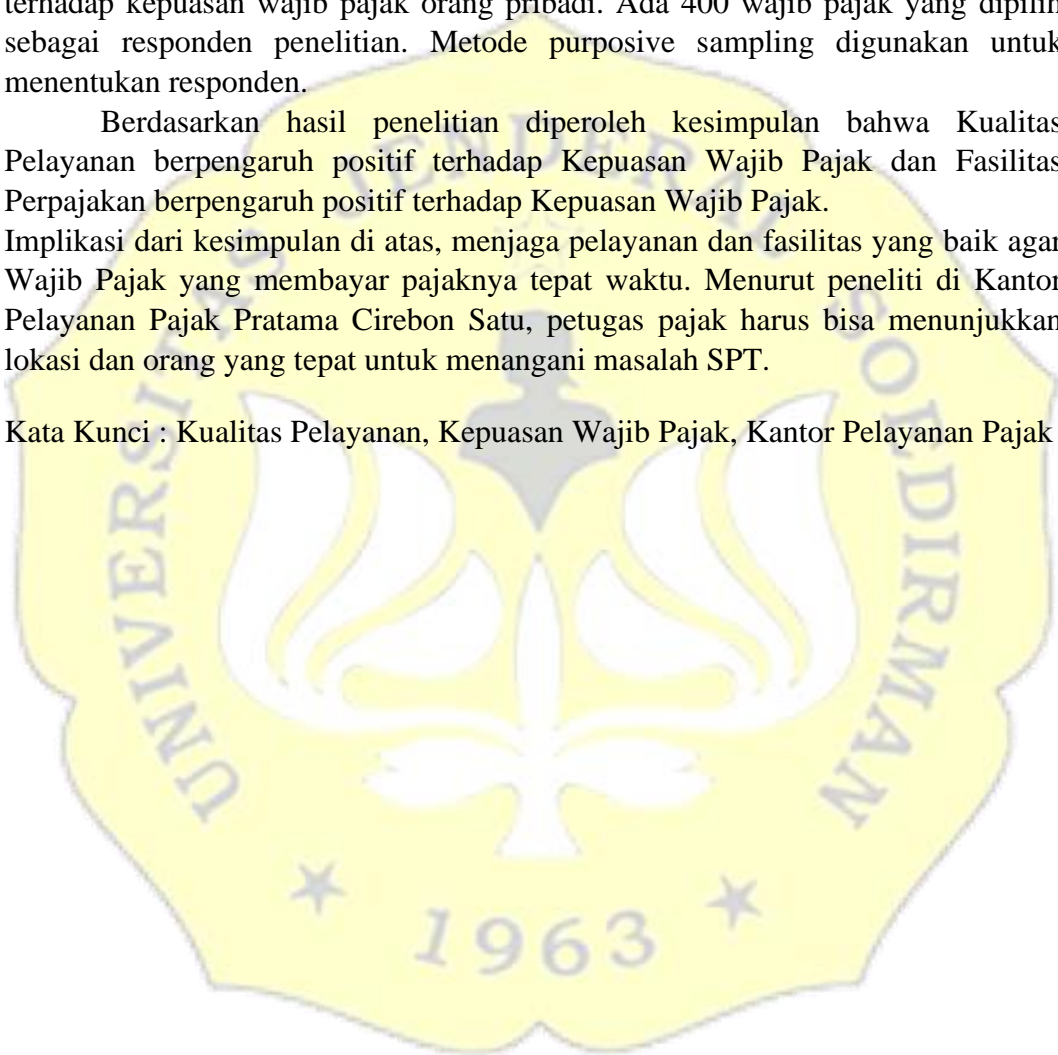 terhadap kepuasan wajib pajak orang pribadi. Ada 400 wajib pajak yang dipilih
sebagai responden penelitian. Metode purposive sampling digunakan untuk
menentukan responden.
Berdasarkan hasil penelitian diperoleh kesimpulan bahwa Kualitas
Pelayanan berpengaruh positif terhadap Kepuasan Wajib Pajak dan Fasilitas
Perpajakan berpengaruh positif terhadap Kepuasan Wajib Pajak.
Implikasi dari kesimpulan di atas, menjaga pelayanan dan fasilitas yang baik agar
Wajib Pajak yang membayar pajaknya tepat waktu. Menurut peneliti di Kantor
Pelayanan Pajak Pratama Cirebon Satu, petugas pajak harus bisa menunjukkan
lokasi dan orang yang tepat untuk menangani masalah SPT.
Kata Kunci : Kualitas Pelayanan, Kepuasan Wajib Pajak, Kantor Pelayanan Pajak
UNIVERSITAS JENDERAL SOEDIRMAN
1963